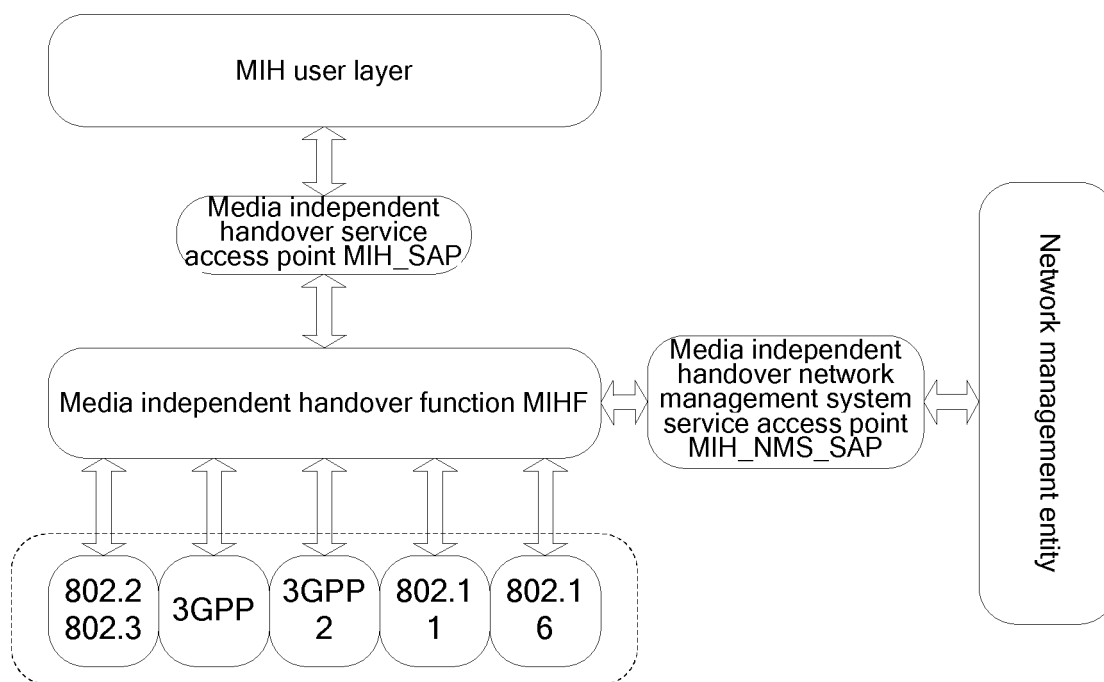 MIH user layer
Media independent
handover service
access point MIH_SAP
Media independent handover function MIHF
Media independent
handover network
management system
service access point
MIH_NMS_SAP
Network management entity
802.2
802.3
3GPP
3GPP
2
802.1
1
802.1
6